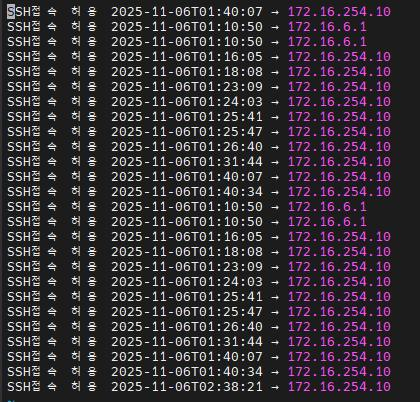 SSH접속 허용 2025-11-06T01:40:07 → 172.16.254.10
SSH접속 허용 2025-11-06T01:10:50 → 172.16.6.1
SSH접속 허용 2025-11-06T01:10:50 → 172.16.6.1
SSH접속 허용 2025-11-06T01:16:05 → 172.16.254.10
SSH접속 허용 2025-11-06T01:18:08 → 172.16.254.10
SSH접속 허용 2025-11-06T01:23:09 → 172.16.254.10
SSH접속 허용 2025-11-06T01:24:03 → 172.16.254.10
SSH접속 허용 2025-11-06T01:25:41 → 172.16.254.10
SSH접속 허용 2025-11-06T01:25:47 → 172.16.254.10
SSH접속 허용 2025-11-06T01:26:40 → 172.16.254.10
SSH접속 허용 2025-11-06T01:31:44 → 172.16.254.10
SSH접속 허용 2025-11-06T01:40:07 → 172.16.254.10
SSH접속 허용 2025-11-06T01:40:34 → 172.16.254.10
SSH접속 허용 2025-11-06T01:10:50 → 172.16.6.1
SSH접속 허용 2025-11-06T01:10:50 → 172.16.6.1
SSH접속 허용 2025-11-06T01:16:05 → 172.16.254.10
SSH접속 허용 2025-11-06T01:18:08 → 172.16.254.10
SSH접속 허용 2025-11-06T01:23:09 → 172.16.254.10
SSH접속 허용 2025-11-06T01:24:03 → 172.16.254.10
SSH접속 허용 2025-11-06T01:25:41 → 172.16.254.10
SSH접속 허용 2025-11-06T01:25:47 → 172.16.254.10
SSH접속 허용 2025-11-06T01:26:40 → 172.16.254.10
SSH접속 허용 2025-11-06T01:31:44 → 172.16.254.10
SSH접속 허용 2025-11-06T01:40:07 → 172.16.254.10
SSH접속 허용 2025-11-06T01:40:34 → 172.16.254.10
SSH접속 허용 2025-11-06T02:38:21 → 172.16.254.10